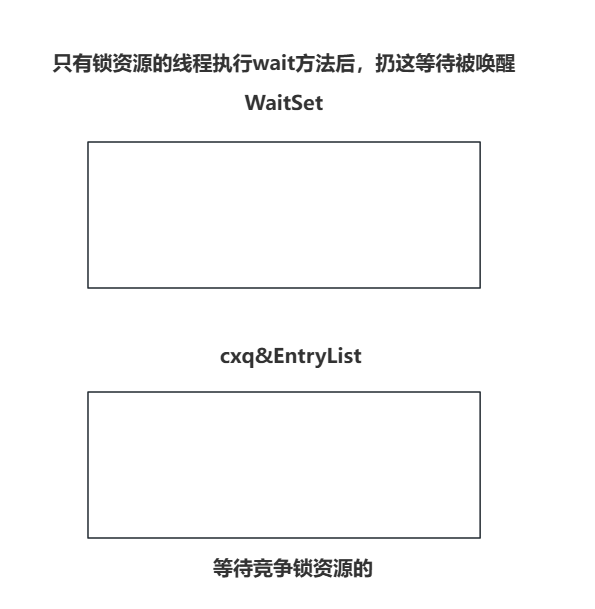 只有锁资源的线程执行wait方法后，扔这等待被唤醒
WaitSet
cxq&EntryList
等待竞争锁资源的